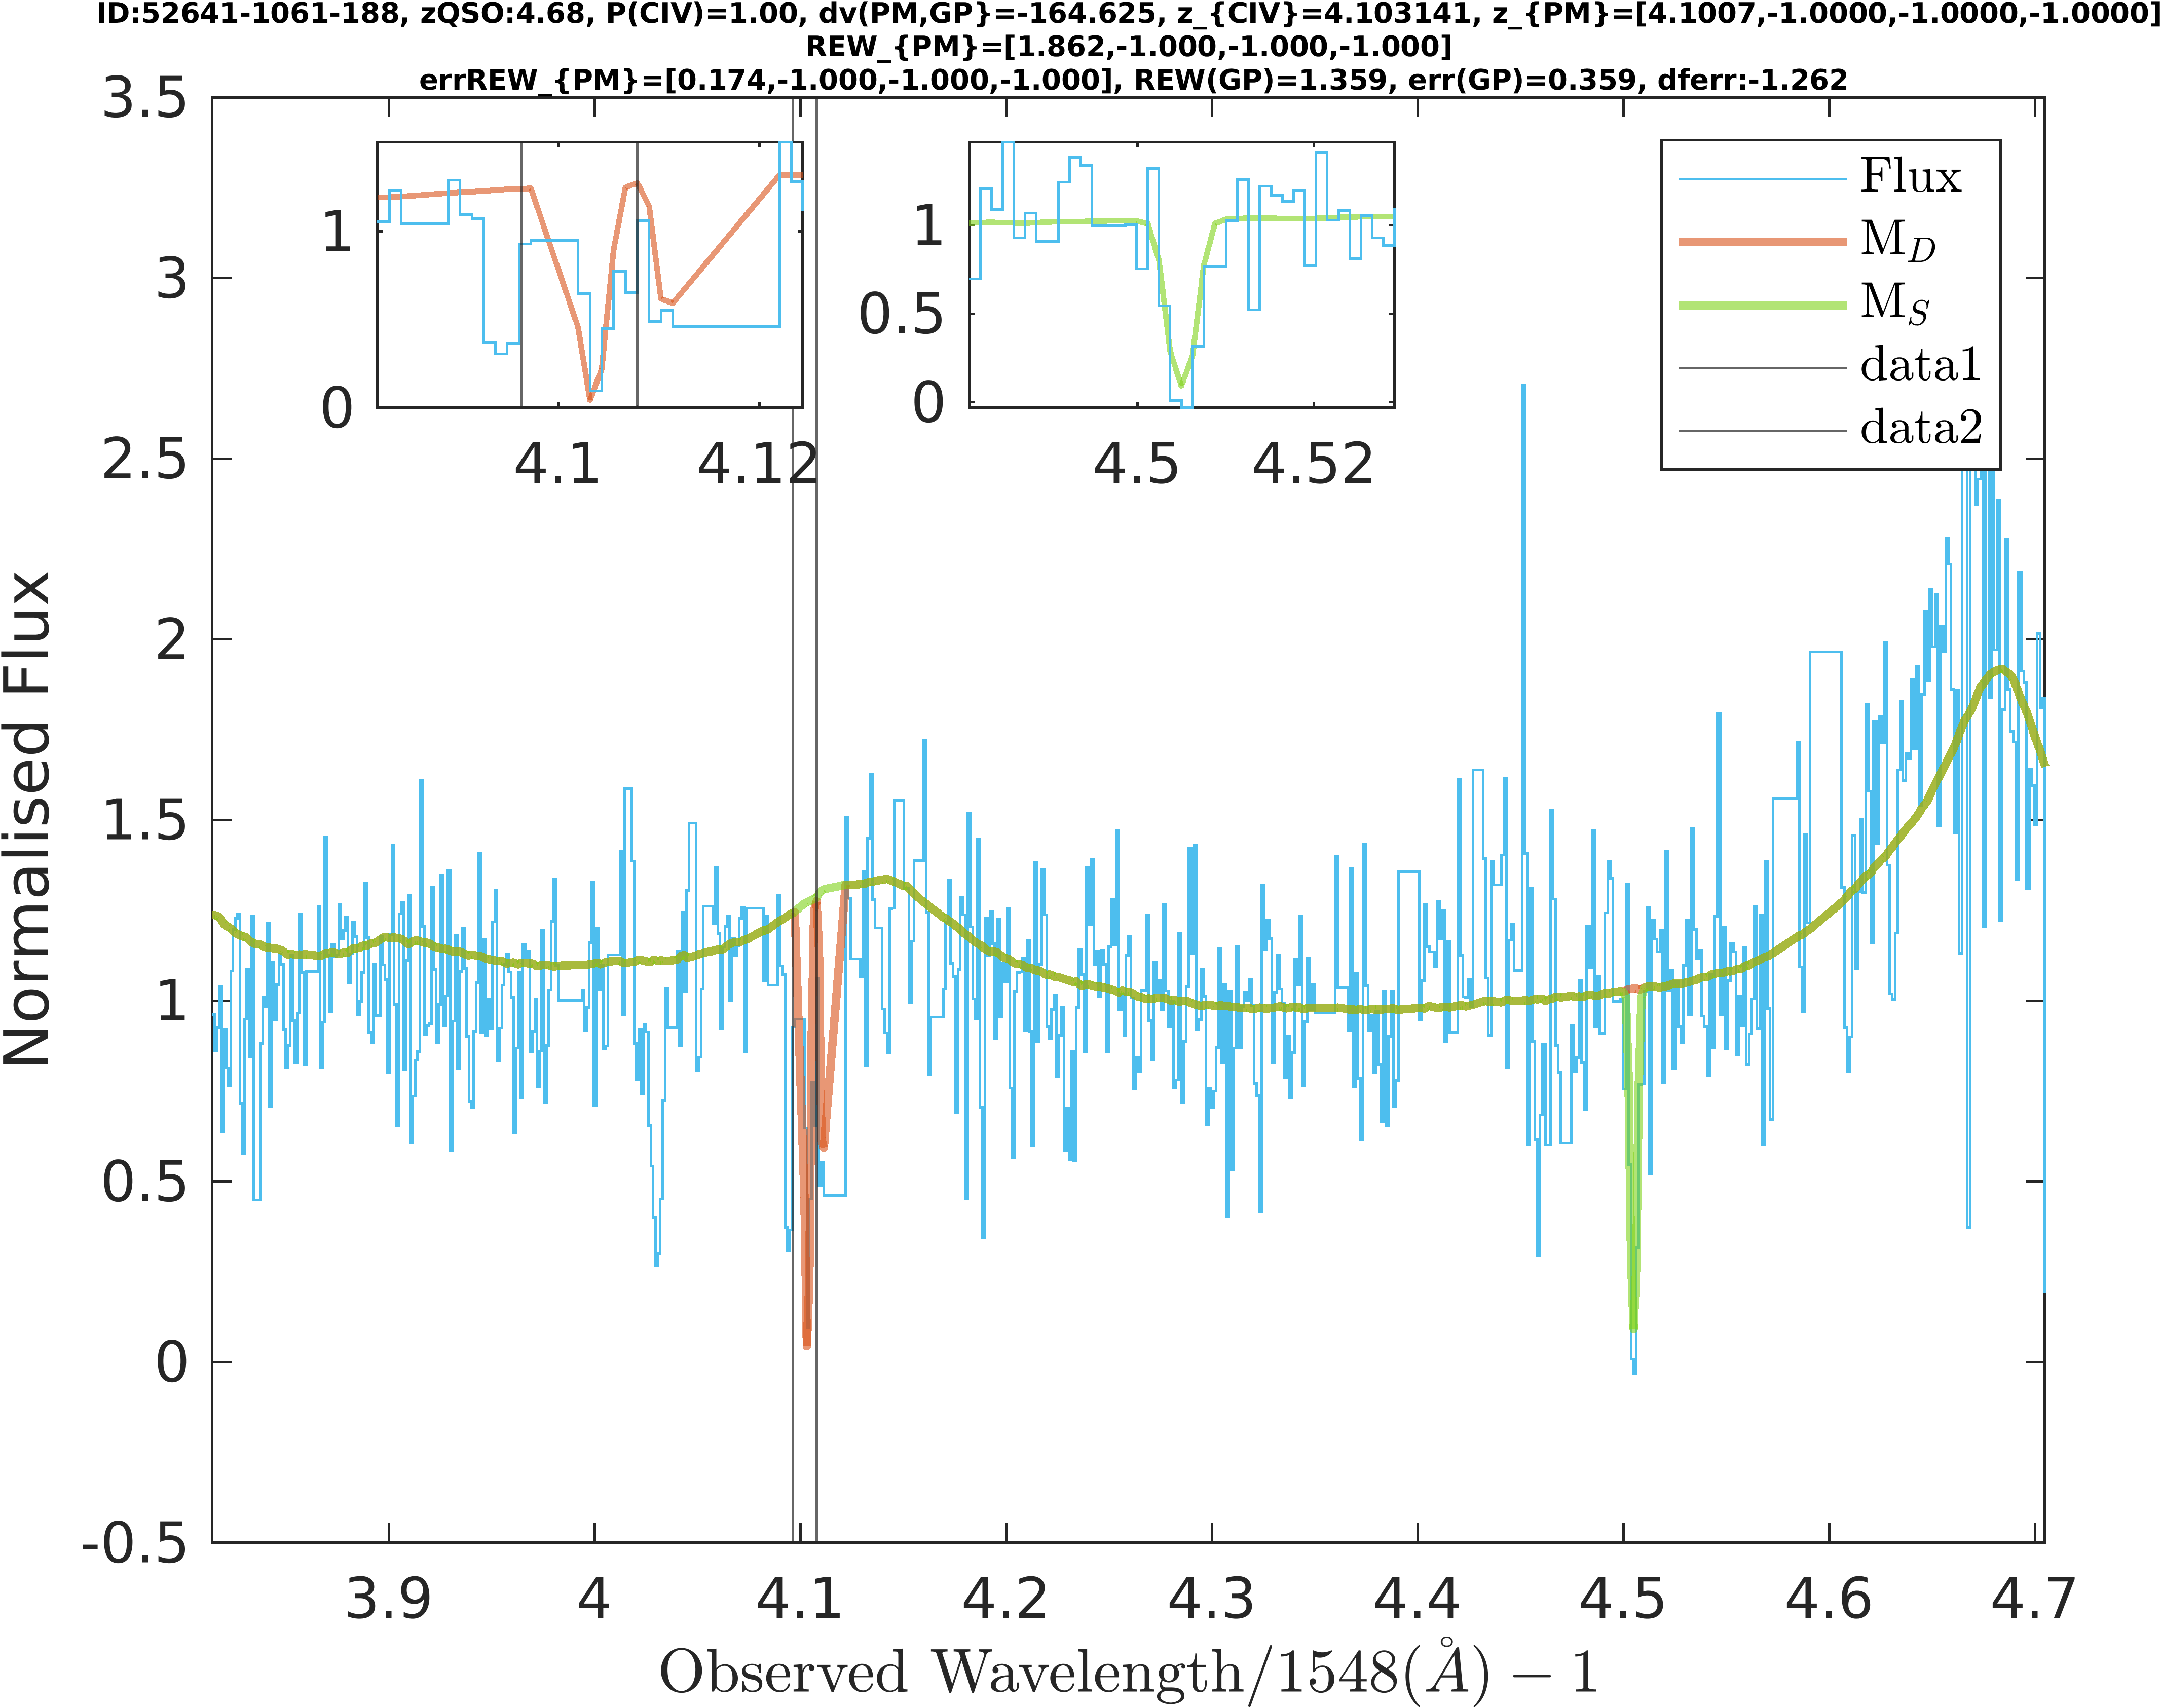 ID:52641-1061-188, zQSO:4.68, P(CIV)=1.00, dv(PM,GP}=-164.625, z_{CIV}=4.103141, z_{PM}=[4.1007,-1.0000,-1.0000,-1.0000]
REW_{PM}=[1.862,-1.000,-1.000,-1.000]
errREW_{PM}=[0.174,-1.000,-1.000,-1.000], REW(GP)=1.359, err(GP)=0.359, dferr:-1.262
3.5
3
2.5
2
1.5
1
0.5
0
-0.5
Normalised Flux
1
0
4.1
4.12
1
0.5
0
4.5
4.52
Flux
M_D
M_S
data1
data2
3.9
4
4.1
4.2
4.3
4.4
4.5
4.6
4.7
Observed Wavelength/1548(Å) − 1